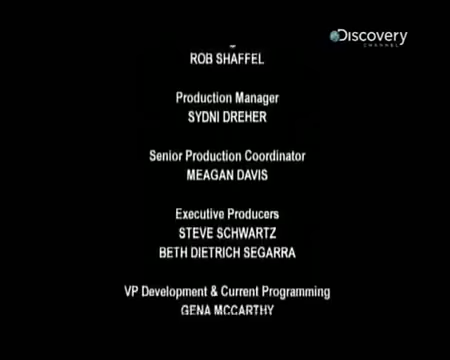 Discovery
CHANNEL
ROB SHAFFEL
Production Manager
SYDNI DREHER
Senior Production Coordinator
MEAGAN DAVIS
Executive Producers
STEVE SCHWARTZ
BETH DIETRICH SEGARRA
VP Development & Current Programming
GENA MCCARTHY